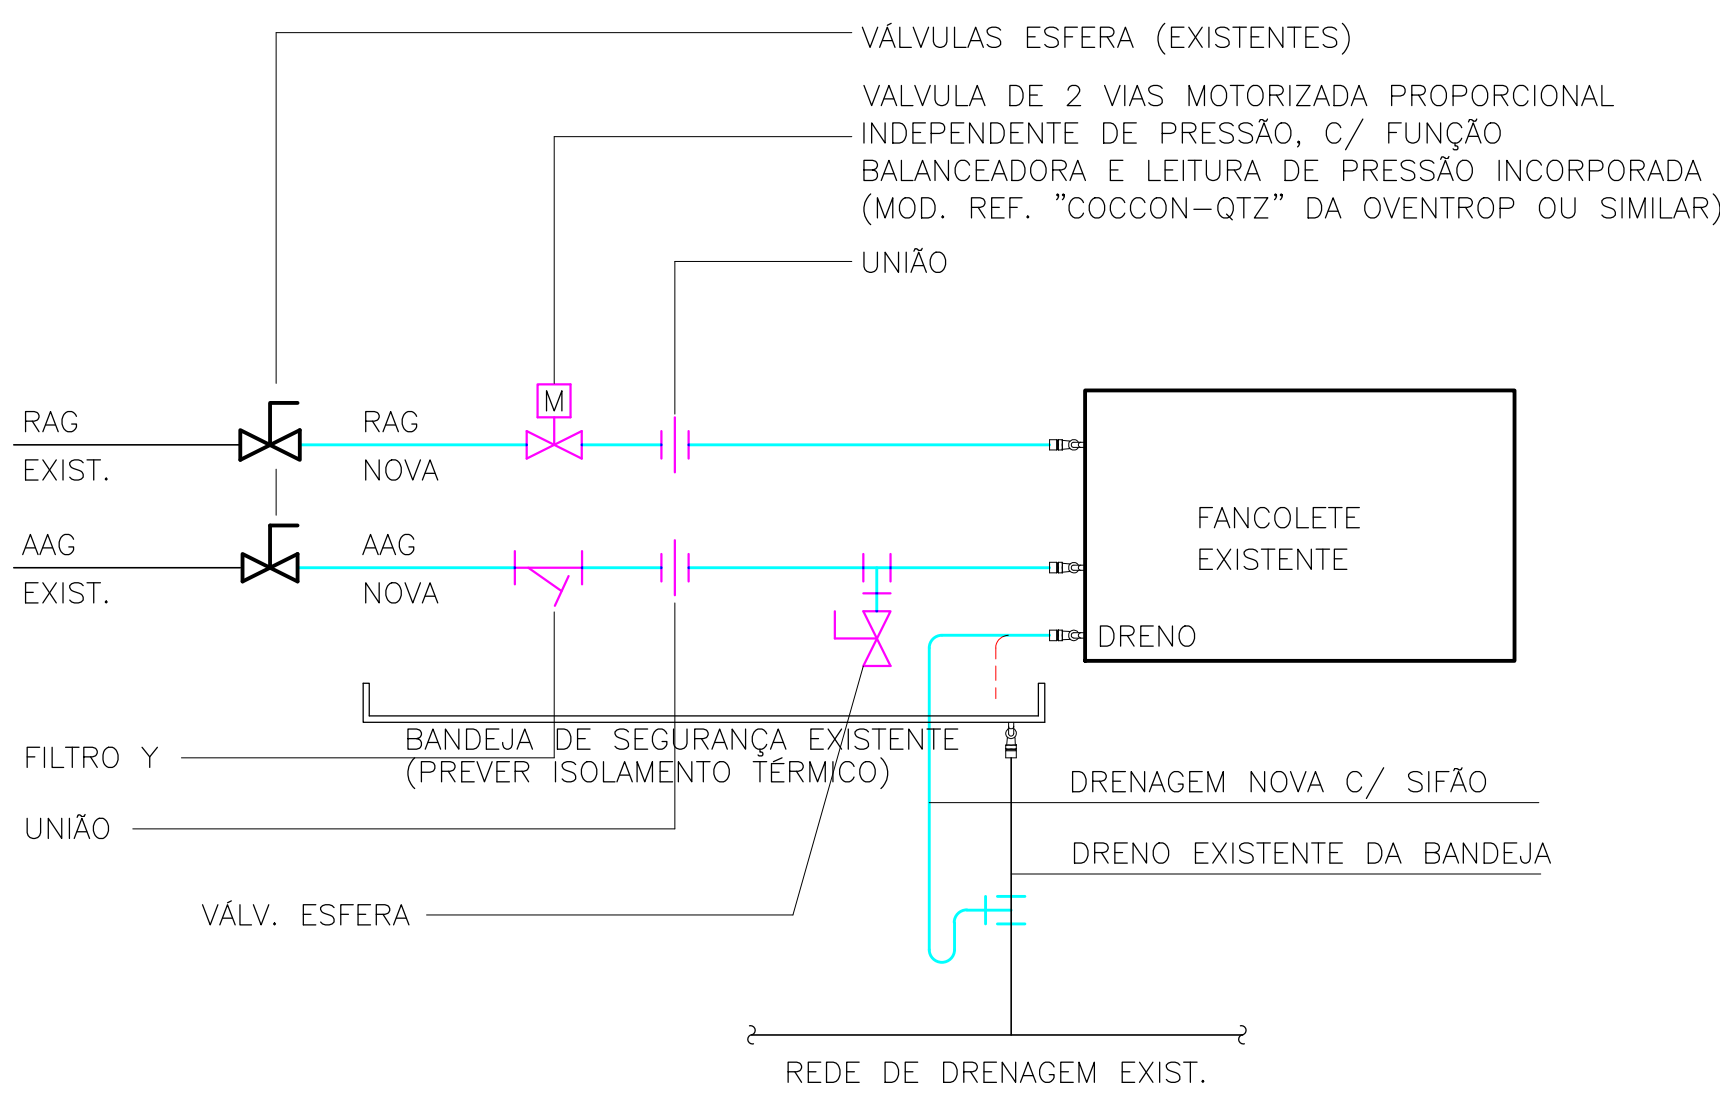 VÁLVULAS ESFERA (EXISTENTES)
VALVULA DE 2 VIAS MOTORIZADA PROPORCIONAL
INDEPENDENTE DE PRESSÃO, C/ FUNÇÃO
BALANCEADORA E LEITURA DE PRESSÃO INCORPORADA
(MOD. REF. "COCCON-QTZ" DA OVENTROP OU SIMILAR)
UNIÃO
M
RAG
EXIST.
RAG
NOVA
AAG
EXIST.
AAG
NOVA
FANCOLETE
EXISTENTE
DRENO
BANDEJA DE SEGURANÇA EXISTENTE
(PREVER ISOLAMENTO TÉRMICO)
FILTRO Y
UNIÃO
VÁLV. ESFERA
DRENAGEM NOVA C/ SIFÃO
DRENO EXISTENTE DA BANDEJA
REDE DE DRENAGEM EXIST.